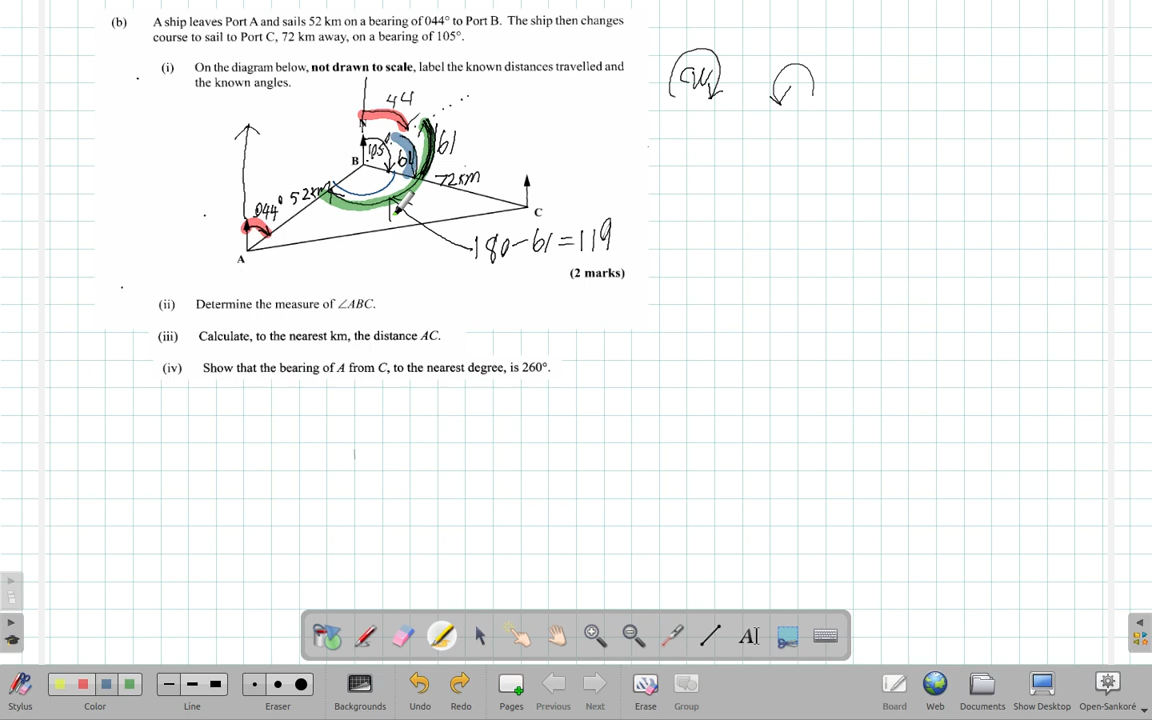 (b) A ship leaves Port A and sails 52 km on a bearing of 044° to Port B. The ship then changes
course to sail to Port C, 72 km away, on a bearing of 105°.
(i) On the diagram below, not drawn to scale, label the known distances travelled and
the known angles.
CW
44
N
105°
61
61
B
72km
52km
044°
C
180-61=119
A
(2 marks)
(ii) Determine the measure of ∠ABC.
(iii) Calculate, to the nearest km, the distance AC.
(iv) Show that the bearing of A from C, to the nearest degree, is 260°.
AI
Stylus Color Line Eraser Backgrounds Undo Redo Pages Previous Next Erase Group Board Web Documents Show Desktop Open-Sankoré